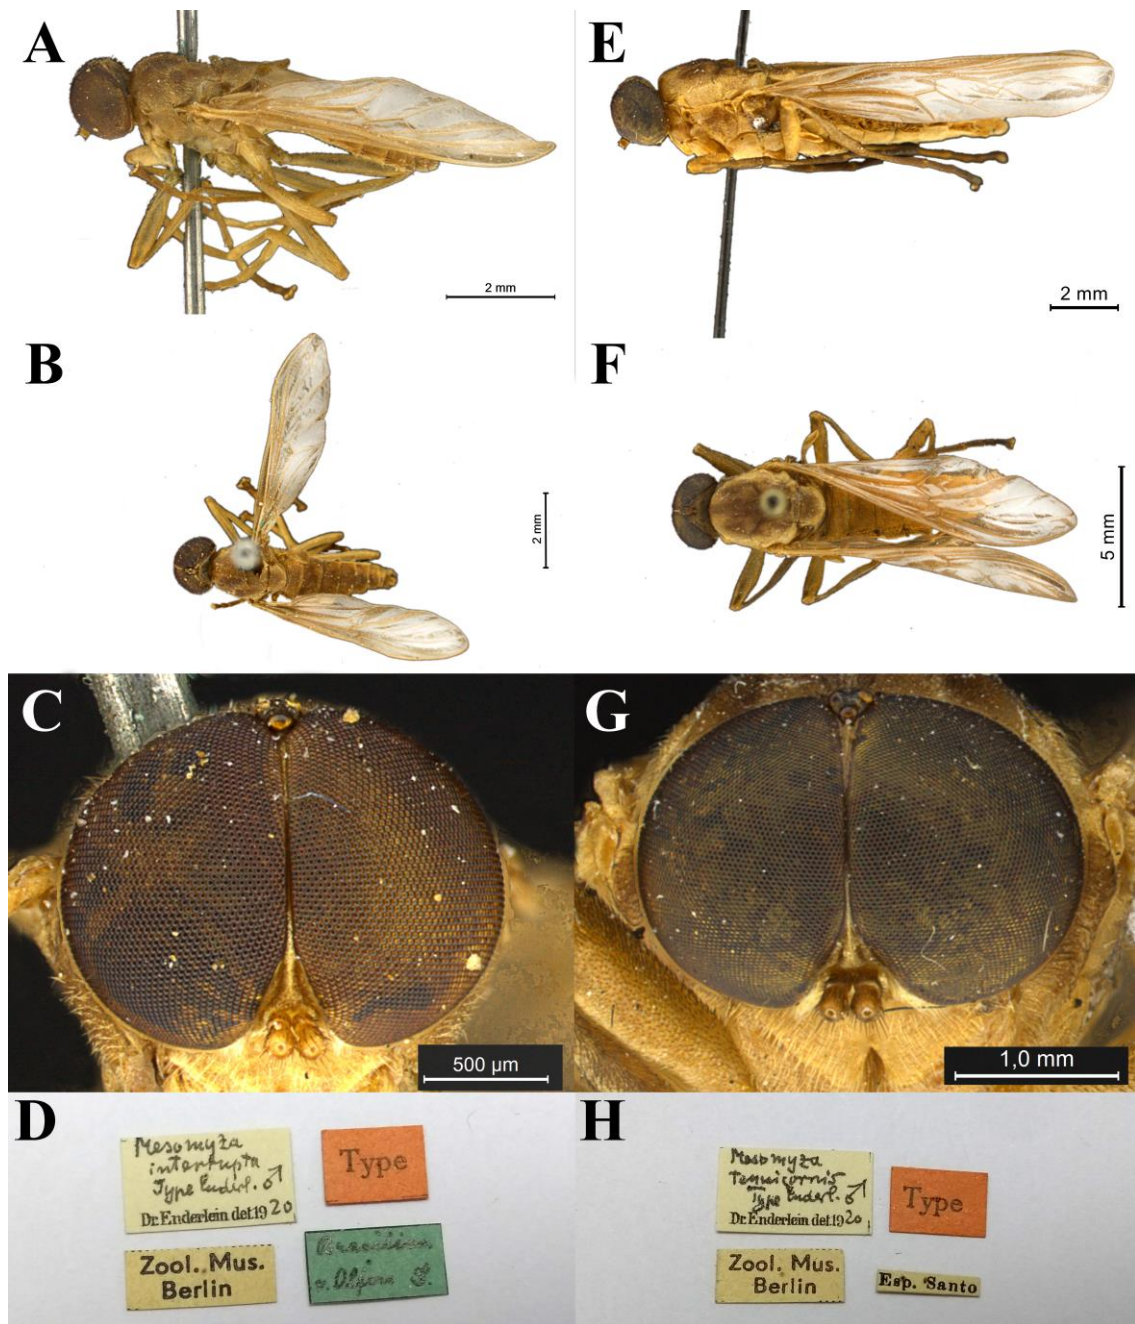 A
2 mm
E
2 mm
B
2 mm
F
5 mm
C
500 µm
G
1,0 mm
D
Mesomyza
interrupta
Type Enderl. ♂
Dr. Enderlein det. 1920
Type
Zool. Mus.
Berlin
Brasilien
v. Olfers S.
H
Mesomyza
tenuicornis
Type Enderl. ♂
Dr. Enderlein det. 1920
Type
Zool. Mus.
Berlin
Esp. Santo